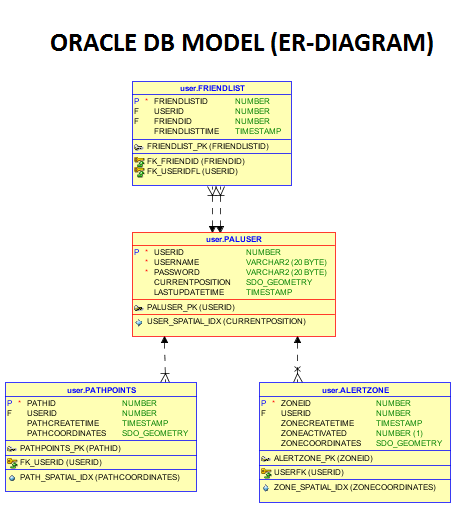 ORACLE DB MODEL (ER-DIAGRAM)
user.FRIENDLIST
P * FRIENDLISTID NUMBER
F USERID NUMBER
F FRIENDID NUMBER
FRIENDLISTTIME TIMESTAMP
FRIENDLIST_PK (FRIENDLISTID)
FK_FRIENDID (FRIENDID)
FK_USERIDFL (USERID)
user.PALUSER
P * USERID NUMBER
* USERNAME VARCHAR2 (20 BYTE)
* PASSWORD VARCHAR2 (20 BYTE)
CURRENTPOSITION SDO_GEOMETRY
LASTUPDATETIME TIMESTAMP
PALUSER_PK (USERID)
USER_SPATIAL_IDX (CURRENTPOSITION)
user.PATHPOINTS
P * PATHID NUMBER
F USERID NUMBER
PATHCREATETIME TIMESTAMP
PATHCOORDINATES SDO_GEOMETRY
PATHPOINTS_PK (PATHID)
FK_USERID (USERID)
PATH_SPATIAL_IDX (PATHCOORDINATES)
user.ALERTZONE
P * ZONEID NUMBER
F USERID NUMBER
ZONECREATETIME TIMESTAMP
ZONEACTIVATED NUMBER (1)
ZONECOORDINATES SDO_GEOMETRY
ALERTZONE_PK (ZONEID)
USERFK (USERID)
ZONE_SPATIAL_IDX (ZONECOORDINATES)